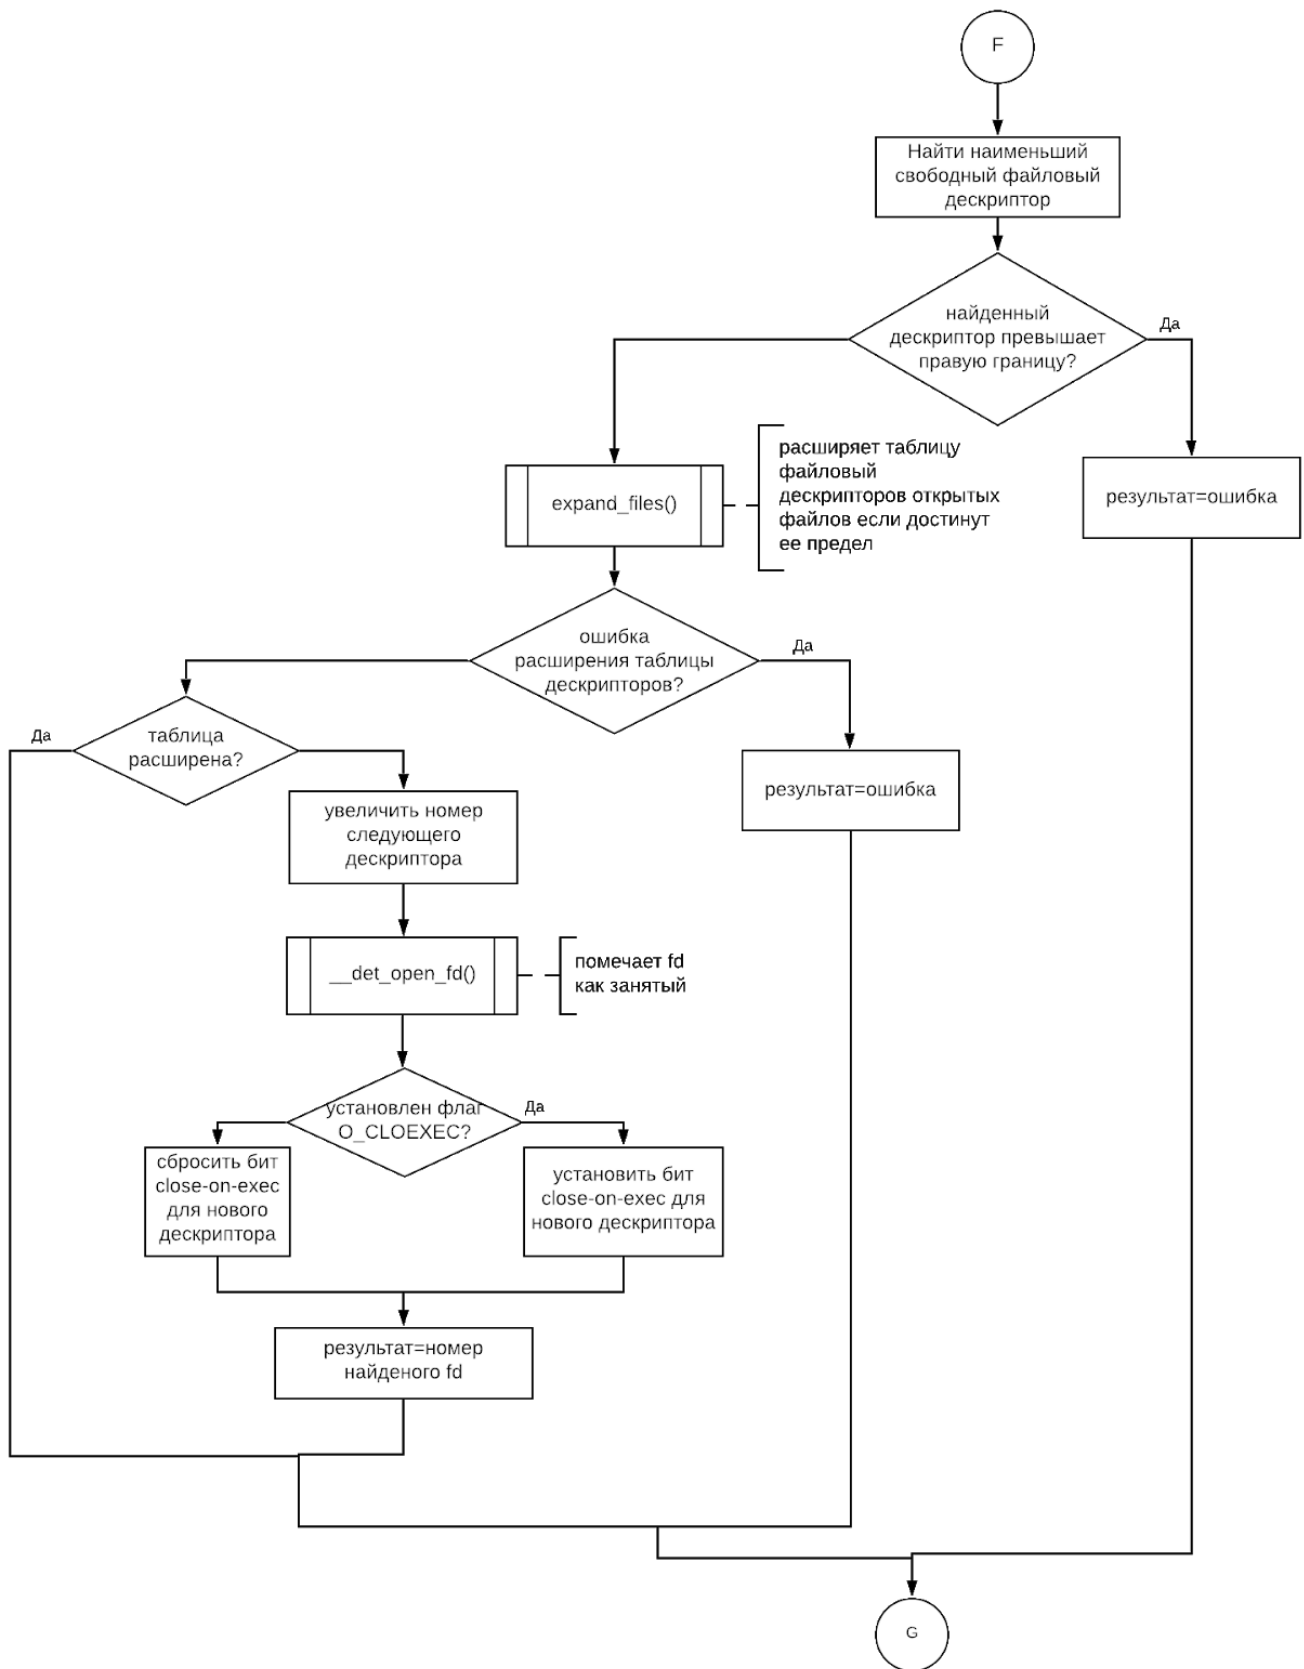 F
Найти наименьший
свободный файловый
дескриптор
найденный
дескриптор превышает
правую границу?
Да
расширяет таблицу
файловый
дескрипторов открытых
файлов если достинут
ее предел
expand_files()
результат=ошибка
ошибка
расширения таблицы
дескрипторов?
Да
таблица
расширена?
Да
результат=ошибка
увеличить номер
следующего
дескриптора
__det_open_fd()
помечает fd
как занятый
установлен флаг
O_CLOEXEC?
Да
сбросить бит
close-on-exec
для нового
дескриптора
установить бит
close-on-exec для
нового дескриптора
результат=номер
найденого fd
G